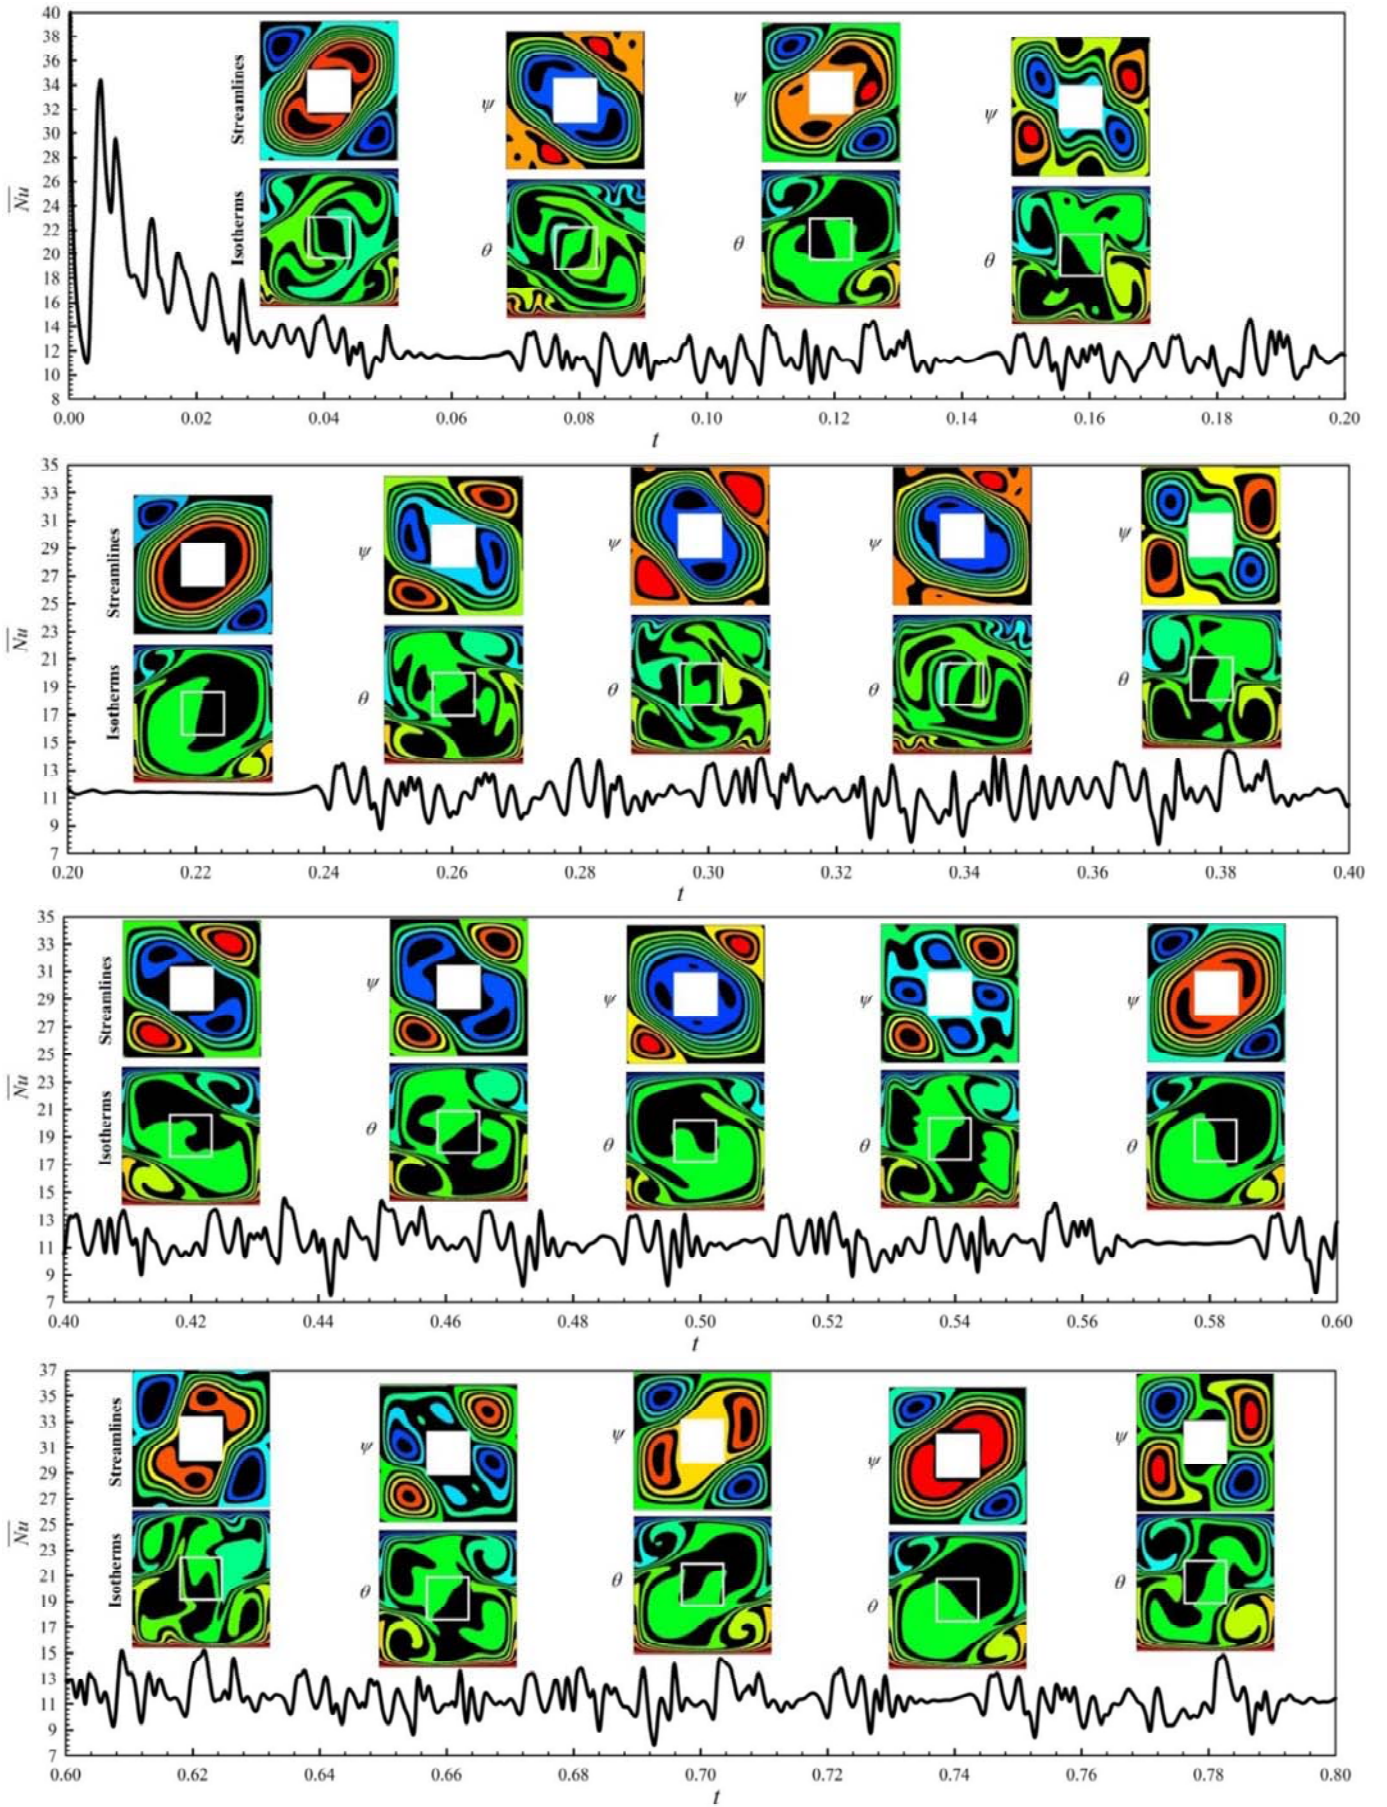 40
38
36
34
32
30
28
26
24
22
20
18
16
14
12
10
8
Nu
Streamlines
ψ
ψ
ψ
Isotherms
θ
θ
θ
0.00 0.02 0.04 0.06 0.08 0.10 0.12 0.14 0.16 0.18 0.20
t
35
33
31
29
27
25
23
21
19
17
15
13
11
9
7
Nu
Streamlines
ψ
ψ
ψ
ψ
Isotherms
θ
θ
θ
θ
0.20 0.22 0.24 0.26 0.28 0.30 0.32 0.34 0.36 0.38 0.40
t
35
33
31
29
27
25
23
21
19
17
15
13
11
9
7
Nu
Streamlines
ψ
ψ
ψ
ψ
Isotherms
θ
θ
θ
θ
0.40 0.42 0.44 0.46 0.48 0.50 0.52 0.54 0.56 0.58 0.60
t
37
35
33
31
29
27
25
23
21
19
17
15
13
11
9
7
Nu
Streamlines
ψ
ψ
ψ
ψ
Isotherms
θ
θ
θ
θ
0.60 0.62 0.64 0.66 0.68 0.70 0.72 0.74 0.76 0.78 0.80
t